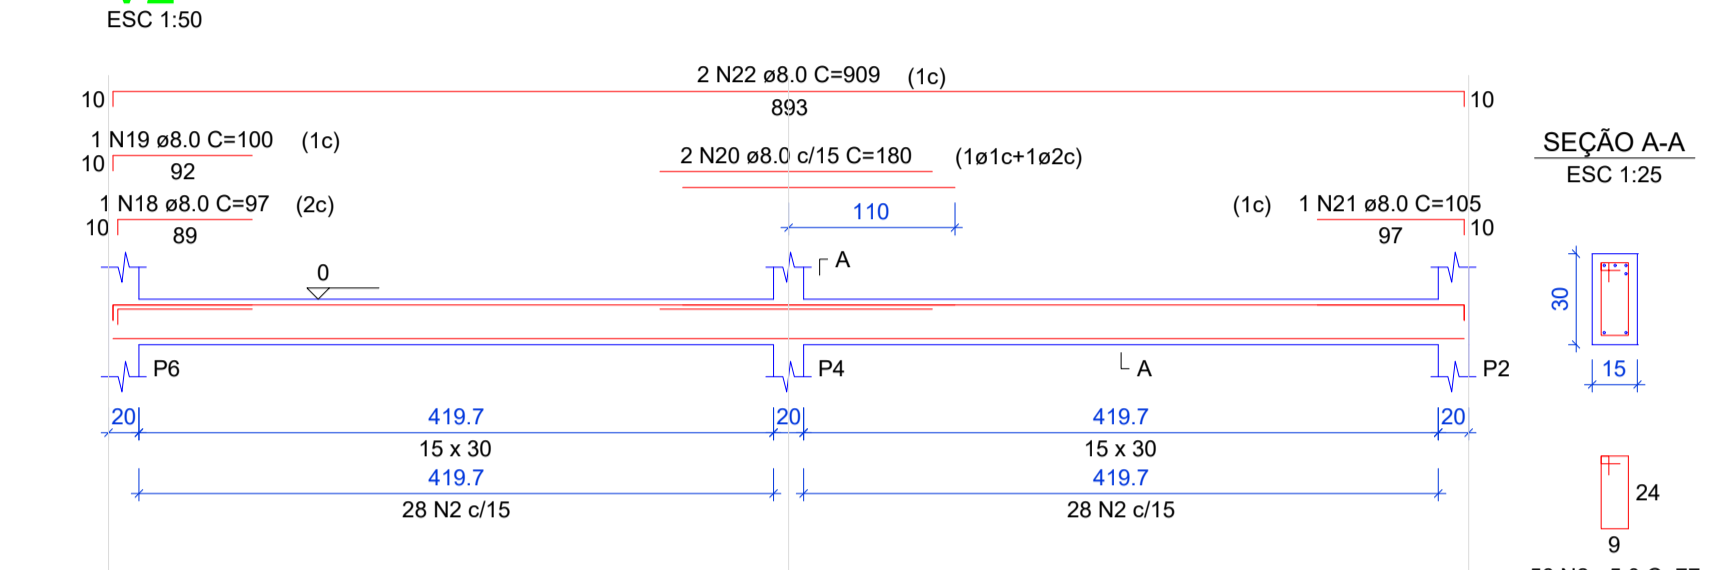 ESC 1:50
2 N22 ø8.0 C=909 (1c)
10 10
893
1 N19 ø8.0 C=100 (1c)
10
92
2 N20 ø8.0 c/15 C=180 (1ø1c+1ø2c)
SEÇÃO A-A
ESC 1:25
1 N18 ø8.0 C=97 (2c)
10
89
110
(1c) 1 N21 ø8.0 C=105
10
97
A
0
30
15
P6 P4 A P2
20 419.7 20 419.7 20
15 x 30 15 x 30
419.7 419.7
28 N2 c/15 28 N2 c/15
24
9